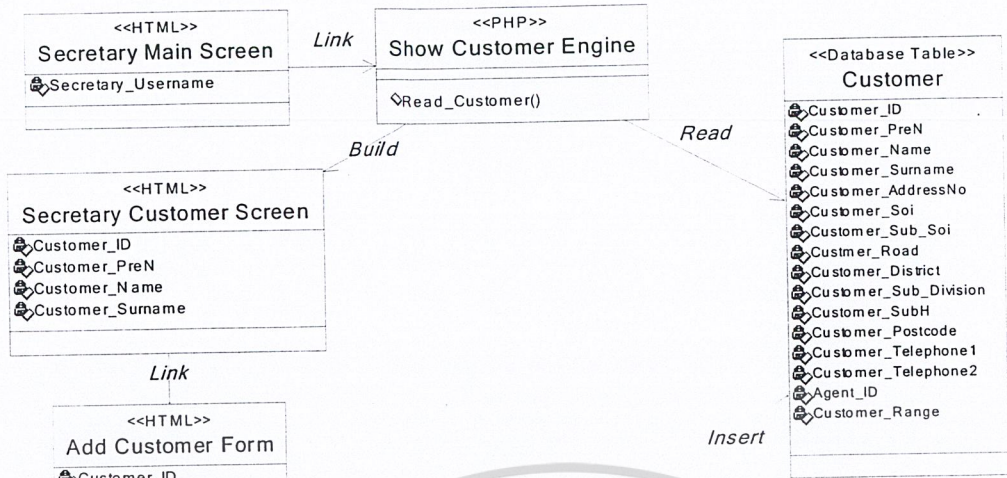 <<HTML>>
Secretary Main Screen
Secretary_Username
Link
<<PHP>>
Show Customer Engine
Read_Customer()
Build
Read
<<Database Table>>
Customer
Customer_ID
Customer_PreN
Customer_Name
Customer_Surname
Customer_AddressNo
Customer_Soi
Customer_Sub_Soi
Custmer_Road
Customer_District
Customer_Sub_Division
Customer_SubH
Customer_Postcode
Customer_Telephone1
Customer_Telephone2
Agent_ID
Customer_Range
<<HTML>>
Secretary Customer Screen
Customer_ID
Customer_PreN
Customer_Name
Customer_Surname
Link
<<HTML>>
Add Customer Form
Customer_ID
Insert